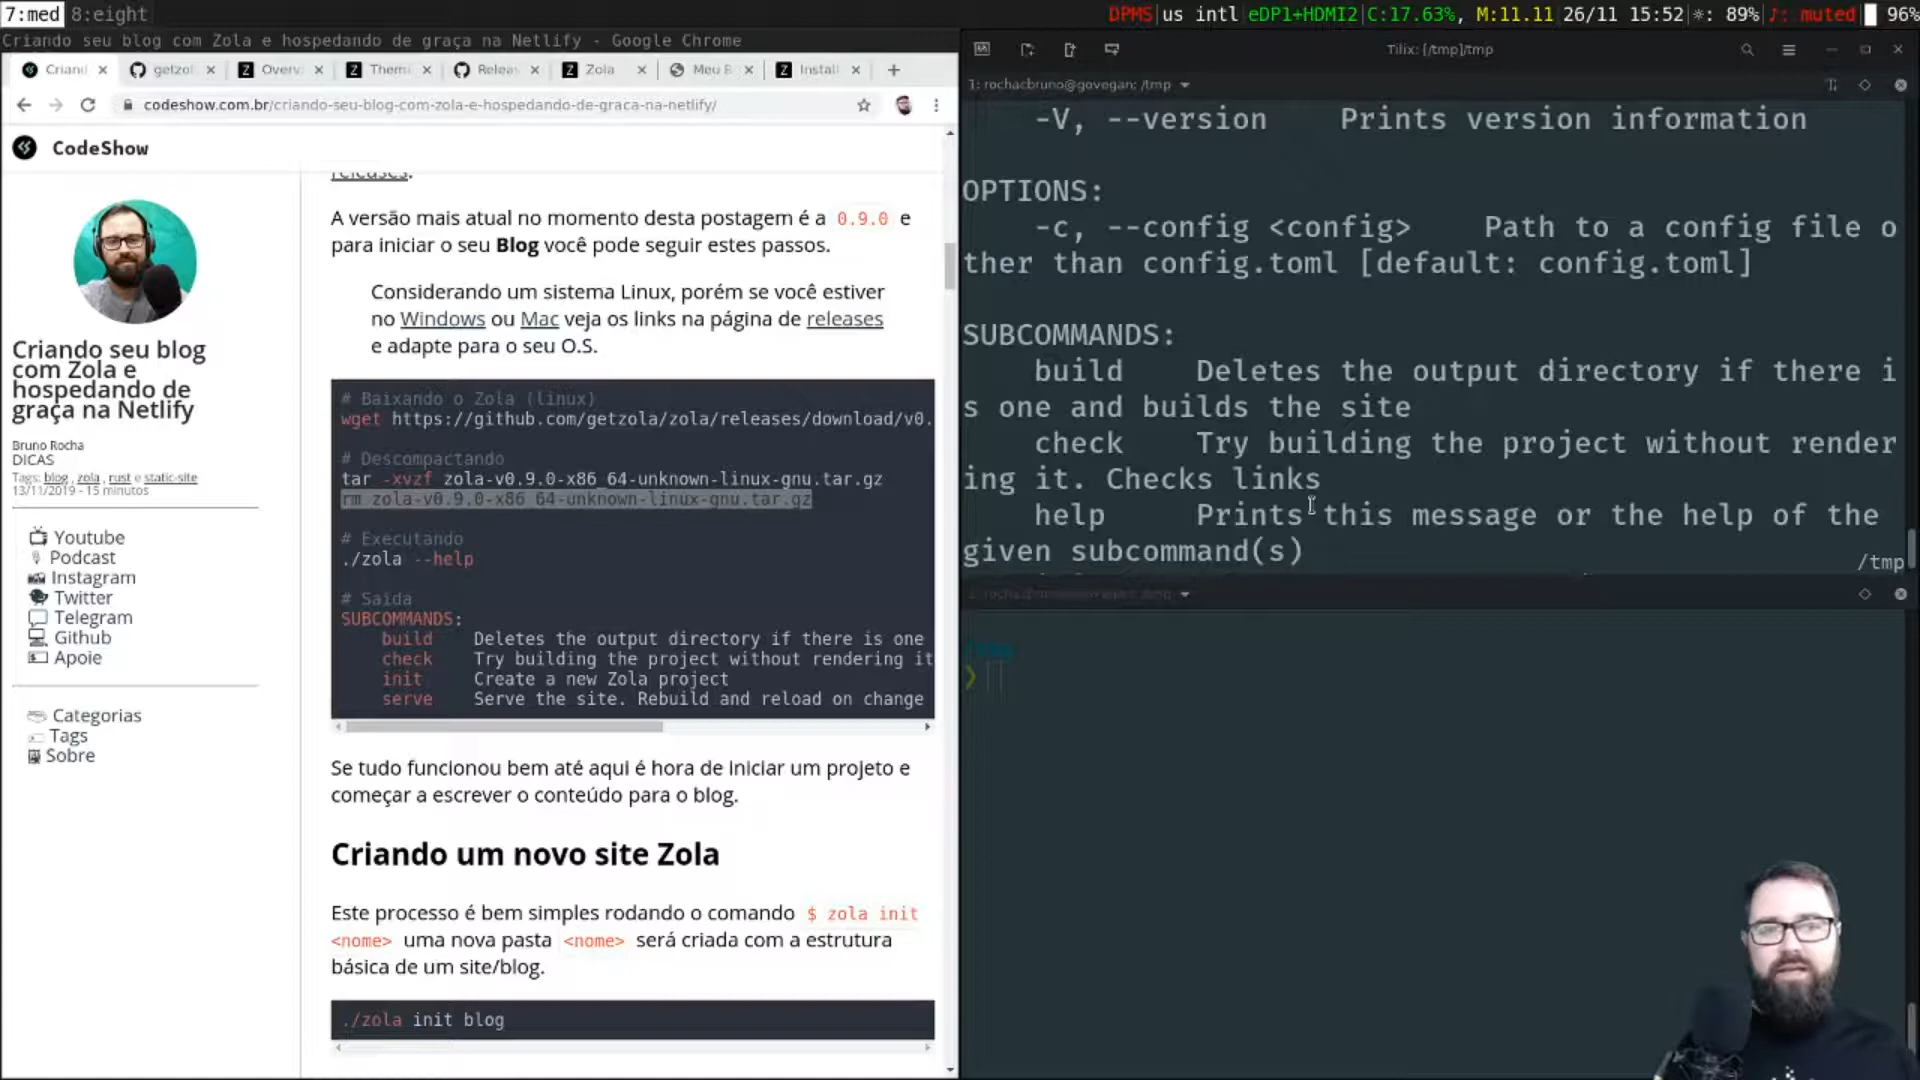 7:med 8:eight
DPMS us intl eDP1+HDMI2 C:17.63%, M:11.11 26/11 15:52 ☀: 89% ♪: muted 96%
Criando seu blog com Zola e hospedando de graça na Netlify - Google Chrome
Criand × getzol × Overv × Themi × Releas × Zola × Meu B × Install × +
codeshow.com.br/criando-seu-blog-com-zola-e-hospedando-de-graca-na-netlify/
CodeShow
Criando seu blog
com Zola e
hospedando de
graça na Netlify
Bruno Rocha
DICAS
Tags: blog , zola , rust e static-site
13/11/2019 - 15 minutos
Youtube
Podcast
Instagram
Twitter
Telegram
Github
Apoie
Categorias
Tags
Sobre
releases.
A versão mais atual no momento desta postagem é a 0.9.0 e
para iniciar o seu Blog você pode seguir estes passos.
Considerando um sistema Linux, porém se você estiver
no Windows ou Mac veja os links na página de releases
e adapte para o seu O.S.
# Baixando o Zola (linux)
wget https://github.com/getzola/zola/releases/download/v0.
# Descompactando
tar -xvzf zola-v0.9.0-x86_64-unknown-linux-gnu.tar.gz
rm zola-v0.9.0-x86_64-unknown-linux-gnu.tar.gz
# Executando
./zola --help
# Saida
SUBCOMMANDS:
build Deletes the output directory if there is one
check Try building the project without rendering it
init Create a new Zola project
serve Serve the site. Rebuild and reload on change
Se tudo funcionou bem até aqui é hora de iniciar um projeto e
começar a escrever o conteúdo para o blog.
Criando um novo site Zola
Este processo é bem simples rodando o comando $ zola init
<nome> uma nova pasta <nome> será criada com a estrutura
básica de um site/blog.
./zola init blog
Tilix: [/tmp]/tmp
1: rochacbruno@govegan: /tmp
-V, --version Prints version information
OPTIONS:
-c, --config <config> Path to a config file o
ther than config.toml [default: config.toml]
SUBCOMMANDS:
build Deletes the output directory if there i
s one and builds the site
check Try building the project without render
ing it. Checks links
help Prints this message or the help of the
given subcommand(s)
/tmp
❯